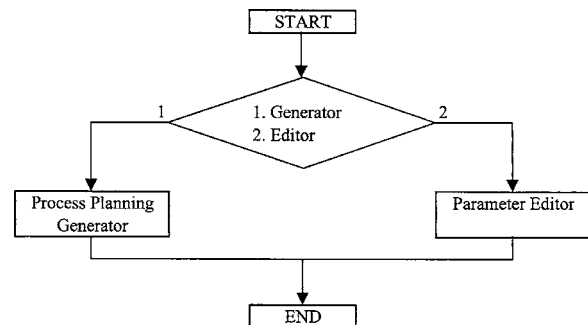 START
1
1. Generator
2. Editor
2
Process Planning
Generator
Parameter Editor
END